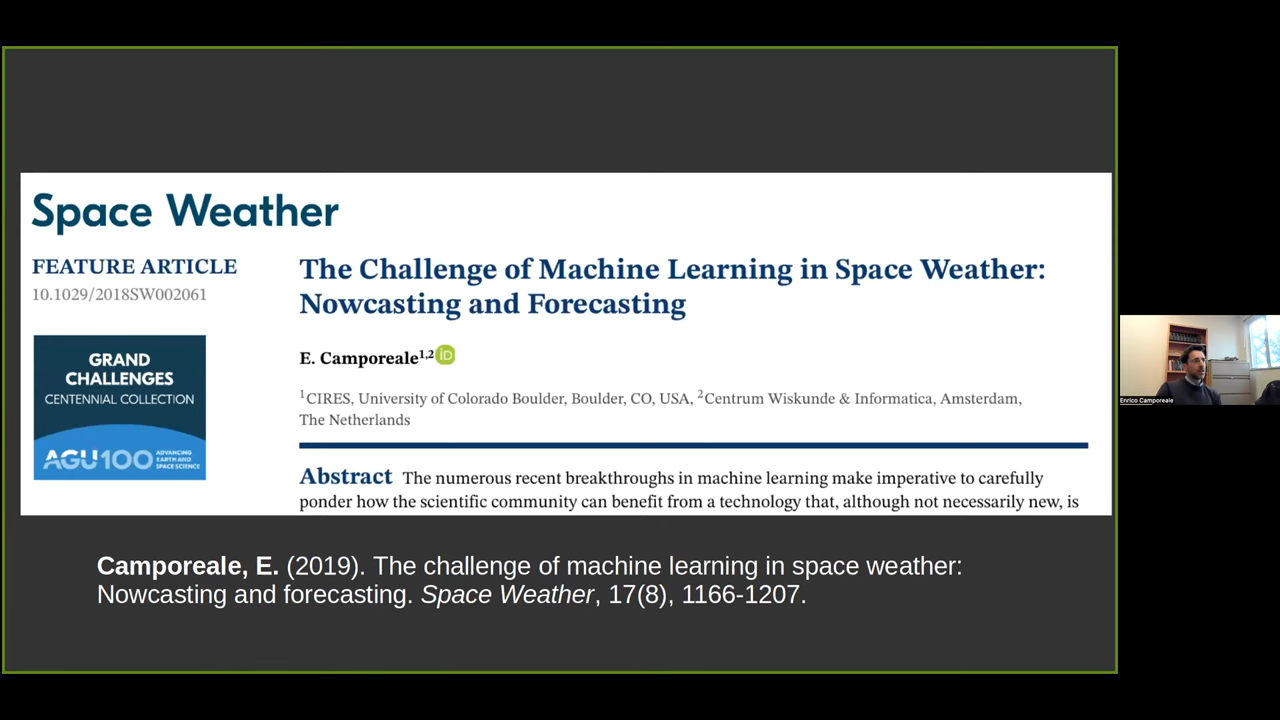 Space Weather
FEATURE ARTICLE
10.1029/2018SW002061
GRAND
CHALLENGES
CENTENNIAL COLLECTION
AGU100 ADVANCING
EARTH AND
SPACE SCIENCE
The Challenge of Machine Learning in Space Weather:
Nowcasting and Forecasting
E. Camporeale1,2 iD
1CIRES, University of Colorado Boulder, Boulder, CO, USA, 2Centrum Wiskunde & Informatica, Amsterdam,
The Netherlands
Abstract The numerous recent breakthroughs in machine learning make imperative to carefully
ponder how the scientific community can benefit from a technology that, although not necessarily new, is
Camporeale, E. (2019). The challenge of machine learning in space weather:
Nowcasting and forecasting. Space Weather, 17(8), 1166-1207.
Enrico Camporeale